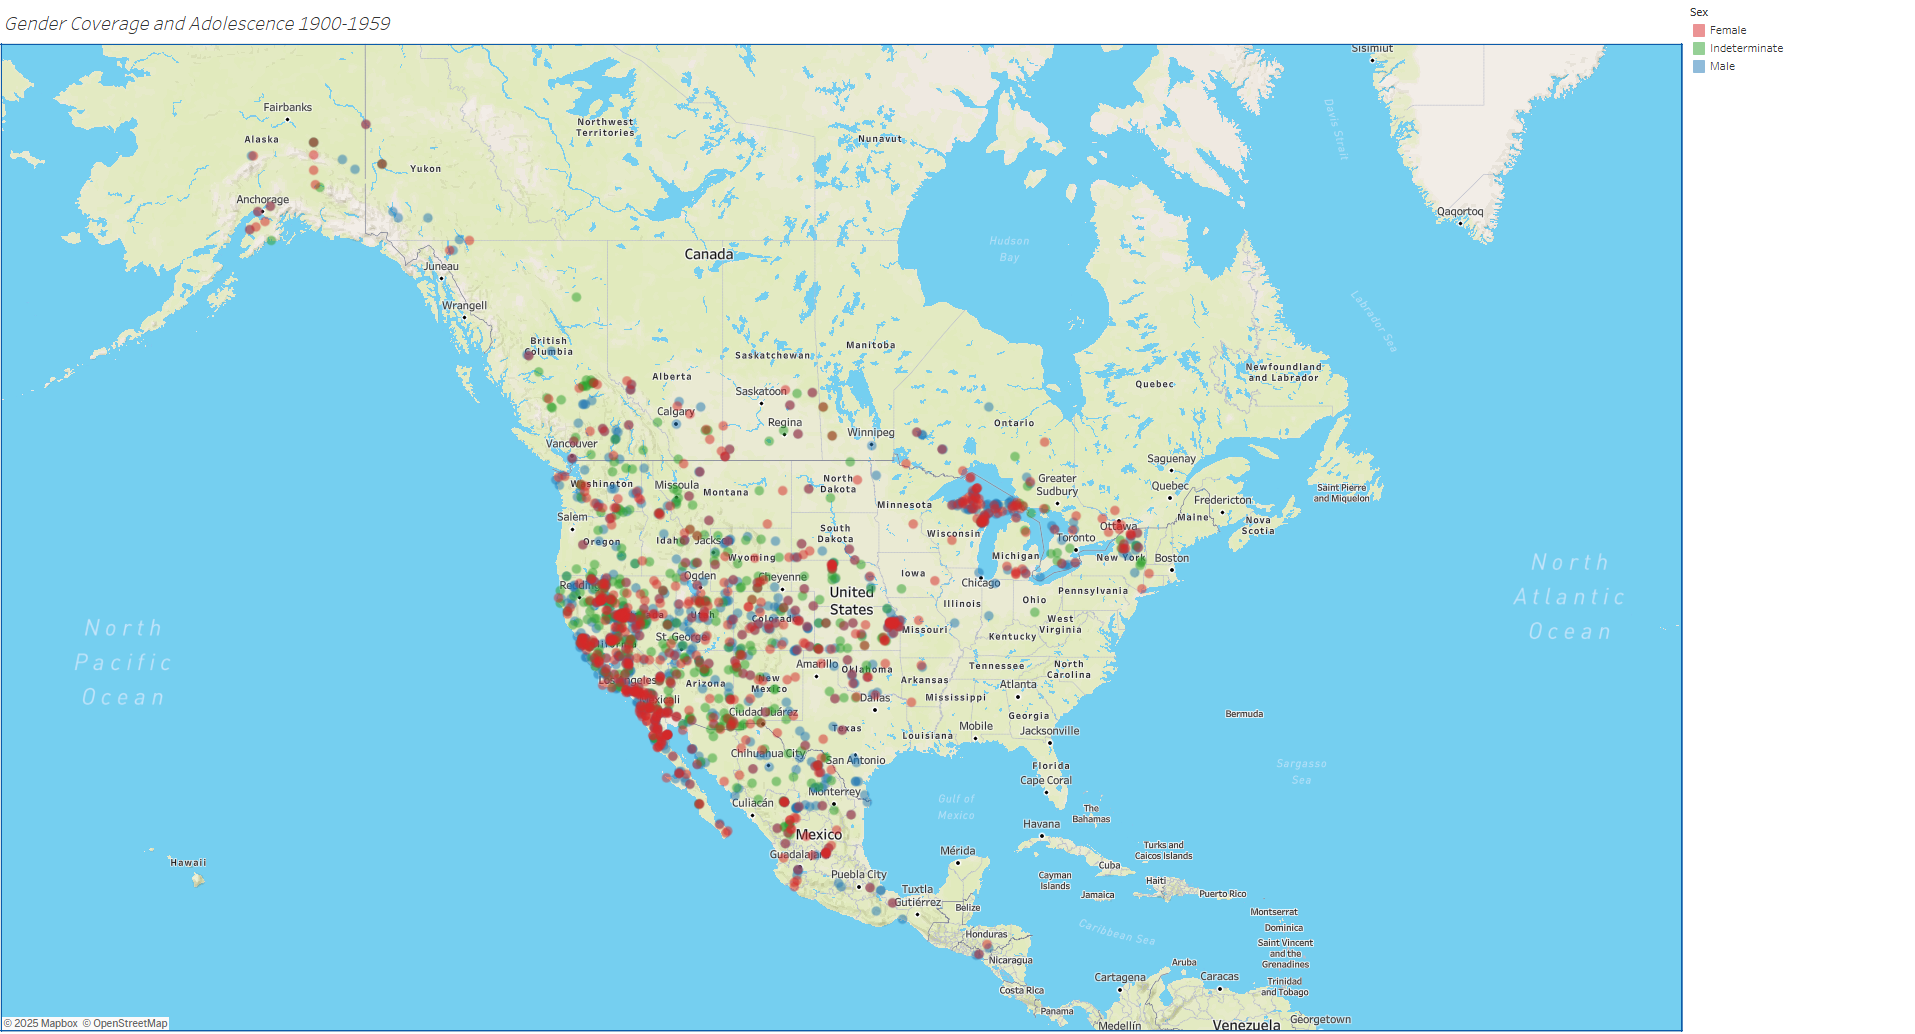 Gender Coverage and Adolescence 1900-1959
Sex
Female
Indeterminate
Male
Sisimiut
Davis Strait
Fairbanks
Alaska
Northwest
Territories
Nunavut
Yukon
Anchorage
Qaqortoq
Canada
Hudson
Bay
Juneau
Wrangell
Labrador Sea
British
Columbia
Manitoba
Saskatchewan
Alberta
Newfoundland
and Labrador
Quebec
Saskatoon
Calgary
Regina
Winnipeg
Ontario
Vancouver
Saguenay
Washington
Missoula
Montana
North
Dakota
Greater
Sudbury
Quebec
Saint Pierre
and Miquelon
Fredericton
Minnesota
Salem
Maine
Nova
Scotia
Ottawa
Oregon
South
Dakota
Wisconsin
Toronto
Wyoming
Michigan
New York
Boston
North
Atlantic
Ocean
Ogden
Cheyenne
Iowa
Chicago
Pennsylvania
United
States
Illinois
Ohio
Colorado
Utah
West
Virginia
Missouri
Kentucky
St. George
North
Pacific
Ocean
Amarillo
Oklahoma
Tennessee
North
Carolina
Arizona
New
Mexico
Arkansas
Atlanta
Los Angeles
Dallas
Mississippi
Georgia
Bermuda
Ciudad Juárez
Texas
Louisiana
Mobile
Jacksonville
Chihuahua City
San Antonio
Florida
Sargasso
Sea
Cape Coral
Culiacán
Monterrey
Gulf of
Mexico
The
Bahamas
Havana
Mexico
Hawaii
Mérida
Turks and
Caicos Islands
Cuba
Puebla City
Cayman
Islands
Haiti
Jamaica
Puerto Rico
Tuxtla
Gutiérrez
Belize
Montserrat
Dominica
Caribbean Sea
Honduras
Saint Vincent
and the
Grenadines
Nicaragua
Aruba
Cartagena
Caracas
Costa Rica
Trinidad
and Tobago
Panama
Medellín
Venezuela
Georgetown
© 2025 Mapbox © OpenStreetMap